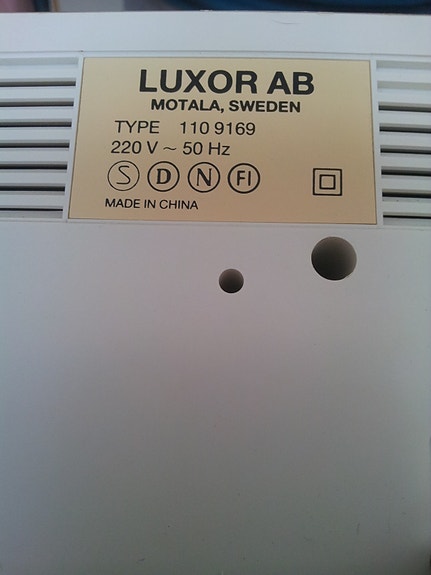 LUXOR AB
MOTALA, SWEDEN
TYPE 110 9169
220 V ~ 50 Hz
S D N FI
MADE IN CHINA